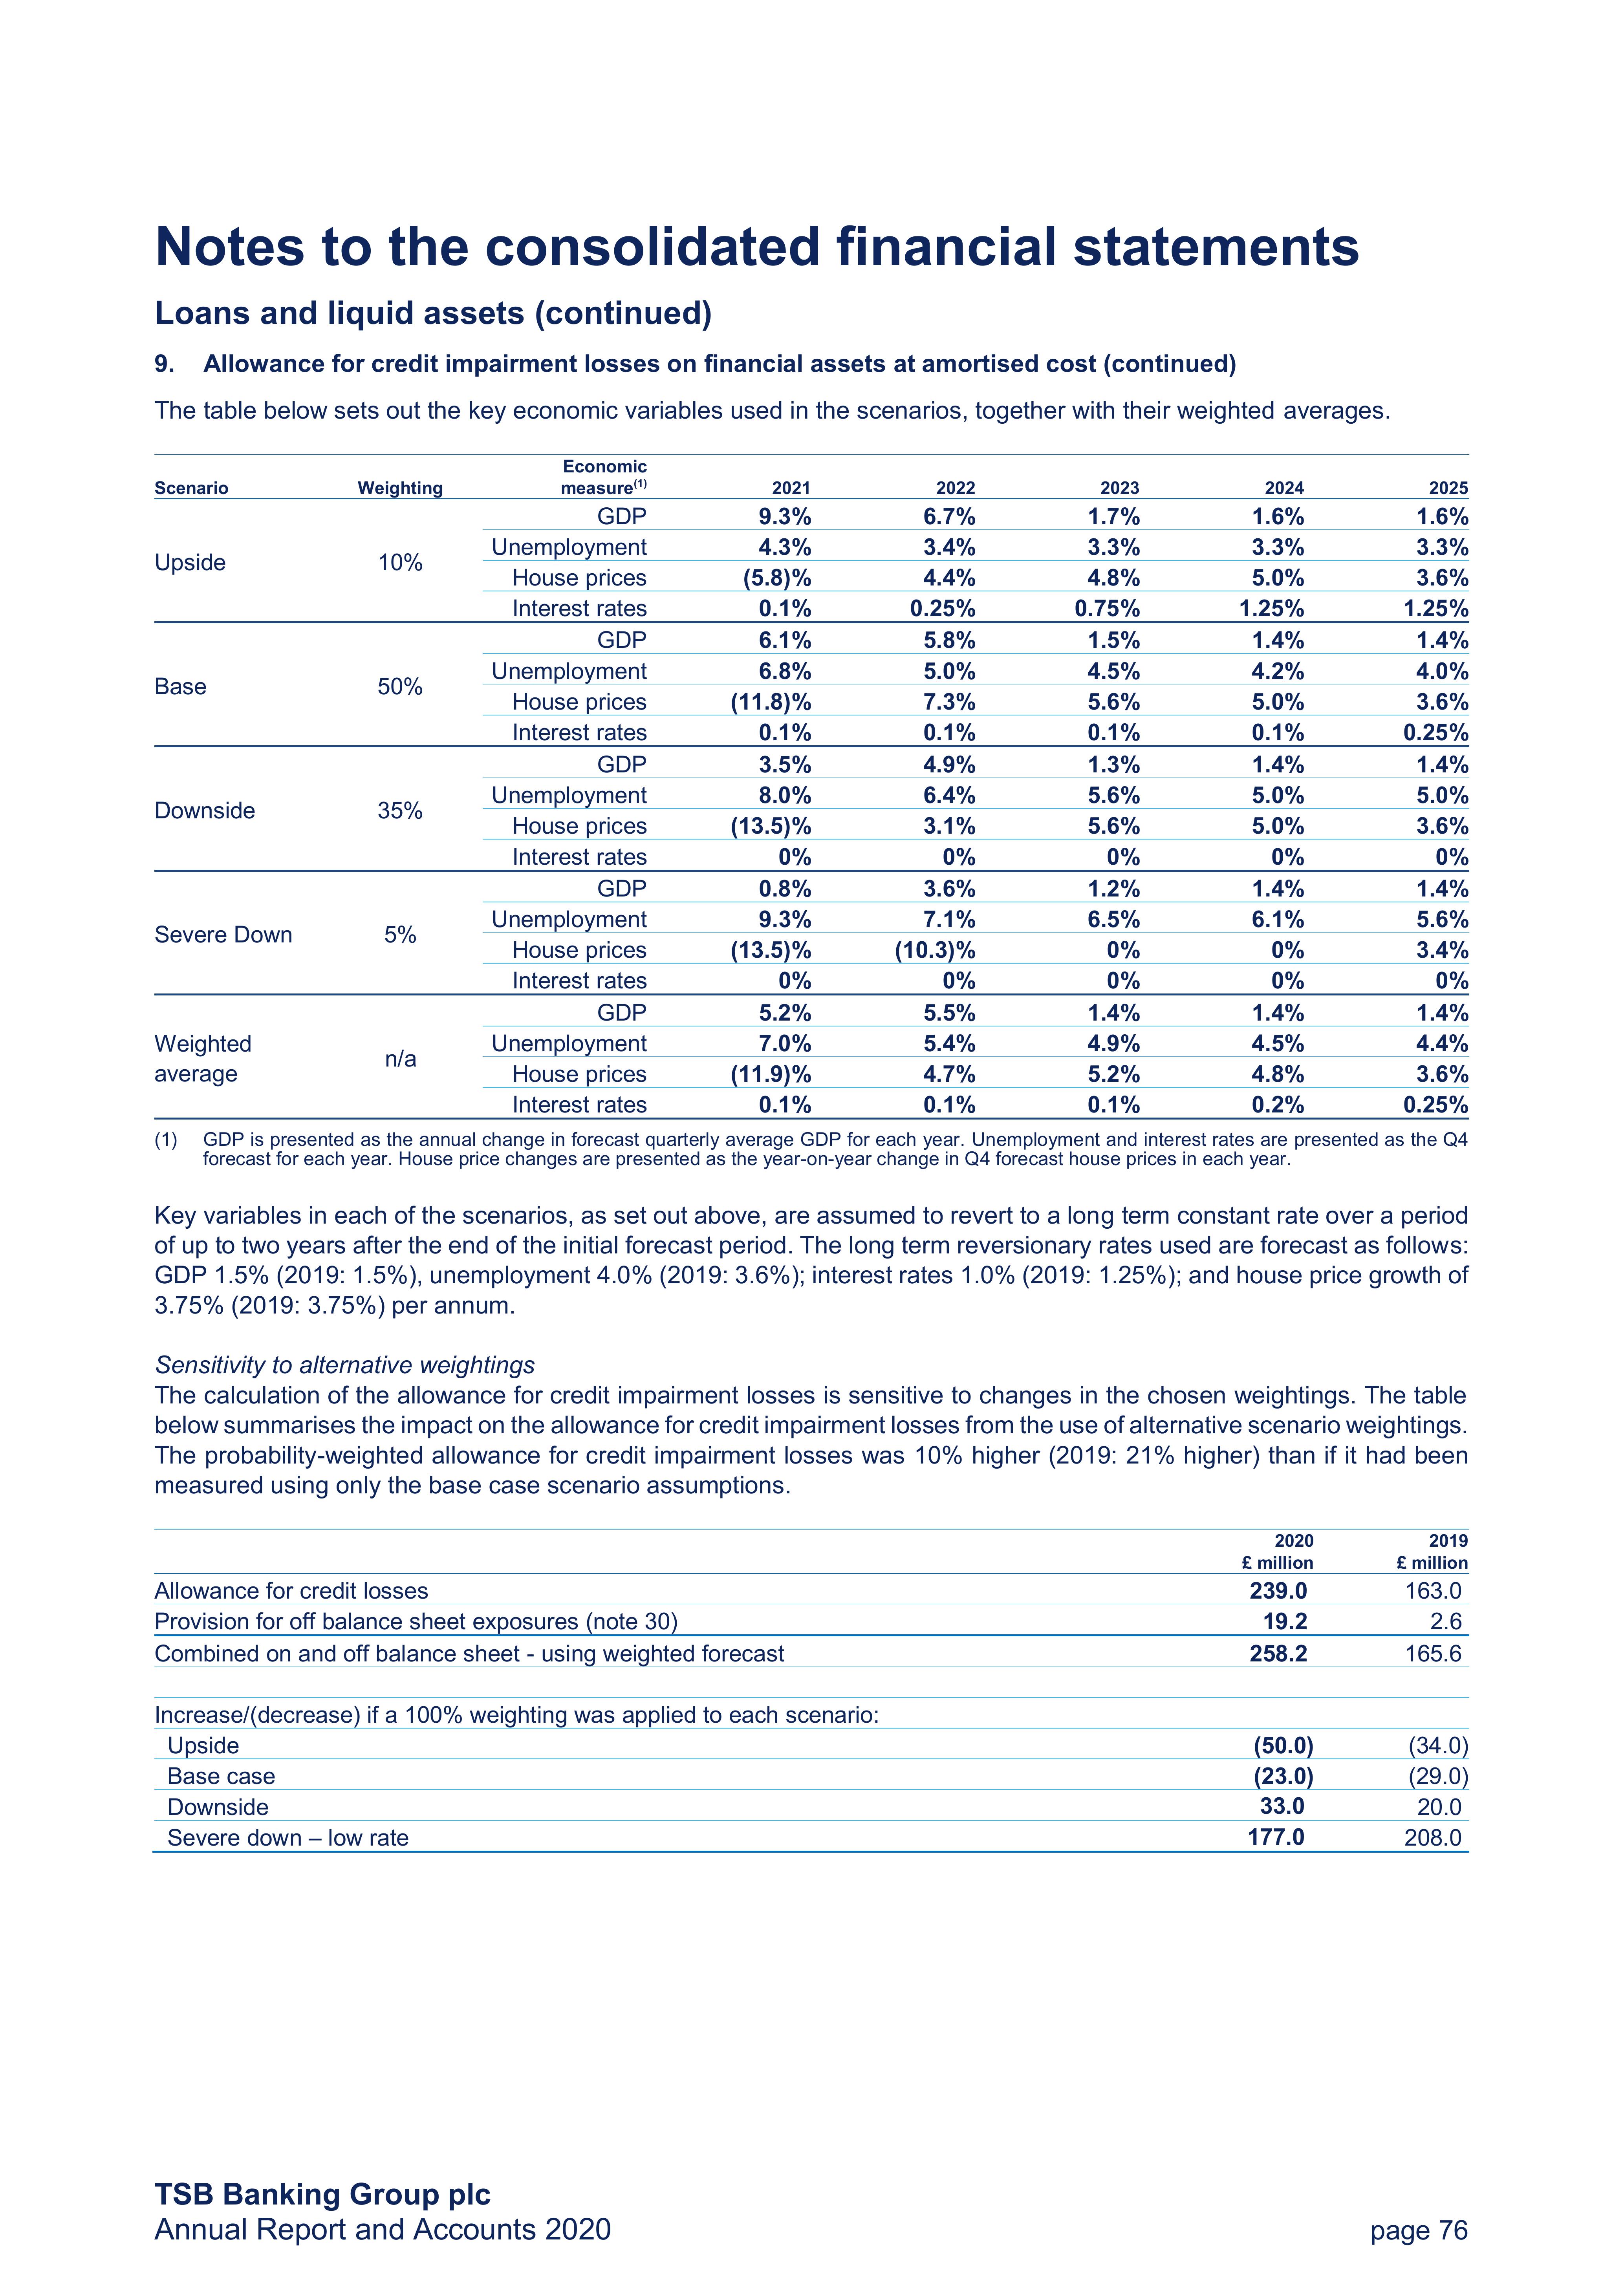 Notes to the consolidated financial statements
Loans and liquid assets (continued)
9. Allowance for credit impairment losses on financial assets at amortised cost (continued)
The table below sets out the key economic variables used in the scenarios, together with their weighted averages.
Economic
Scenario Weighting measure(1) 2021 2022 2023 2024 2025
GDP 9.3% 6.7% 1.7% 1.6% 1.6%
Unemployment 4.3% 3.4% 3.3% 3.3% 3.3%
Upside 10%
House prices (5.8)% 4.4% 4.8% 5.0% 3.6%
Interest rates 0.1% 0.25% 0.75% 1.25% 1.25%
GDP 6.1% 5.8% 1.5% 1.4% 1.4%
Unemployment 6.8% 5.0% 4.5% 4.2% 4.0%
Base 50%
House prices (11.8)% 7.3% 5.6% 5.0% 3.6%
Interest rates 0.1% 0.1% 0.1% 0.1% 0.25%
GDP 3.5% 4.9% 1.3% 1.4% 1.4%
Unemployment 8.0% 6.4% 5.6% 5.0% 5.0%
Downside 35%
House prices (13.5)% 3.1% 5.6% 5.0% 3.6%
Interest rates 0% 0% 0% 0% 0%
GDP 0.8% 3.6% 1.2% 1.4% 1.4%
Unemployment 9.3% 7.1% 6.5% 6.1% 5.6%
Severe Down 5%
House prices (13.5)% (10.3)% 0% 0% 3.4%
Interest rates 0% 0% 0% 0% 0%
GDP 5.2% 5.5% 1.4% 1.4% 1.4%
Weighted Unemployment 7.0% 5.4% 4.9% 4.5% 4.4%
n/a
average House prices (11.9)% 4.7% 5.2% 4.8% 3.6%
Interest rates 0.1% 0.1% 0.1% 0.2% 0.25%
(1) GDP is presented as the annual change in forecast quarterly average GDP for each year. Unemployment and interest rates are presented as the Q4
forecast for each year. House price changes are presented as the year-on-year change in Q4 forecast house prices in each year.
Key variables in each of the scenarios, as set out above, are assumed to revert to a long term constant rate over a period
of up to two years after the end of the initial forecast period. The long term reversionary rates used are forecast as follows:
GDP 1.5% (2019: 1.5%), unemployment 4.0% (2019: 3.6%); interest rates 1.0% (2019: 1.25%); and house price growth of
3.75% (2019: 3.75%) per annum.
Sensitivity to alternative weightings
The calculation of the allowance for credit impairment losses is sensitive to changes in the chosen weightings. The table
below summarises the impact on the allowance for credit impairment losses from the use of alternative scenario weightings.
The probability-weighted allowance for credit impairment losses was 10% higher (2019: 21% higher) than if it had been
measured using only the base case scenario assumptions.
2020 2019
£ million £ million
Allowance for credit losses 239.0 163.0
Provision for off balance sheet exposures (note 30) 19.2 2.6
Combined on and off balance sheet - using weighted forecast 258.2 165.6
Increase/(decrease) if a 100% weighting was applied to each scenario:
Upside (50.0) (34.0)
Base case (23.0) (29.0)
Downside 33.0 20.0
Severe down – low rate 177.0 208.0
TSB Banking Group plc
Annual Report and Accounts 2020 page 76